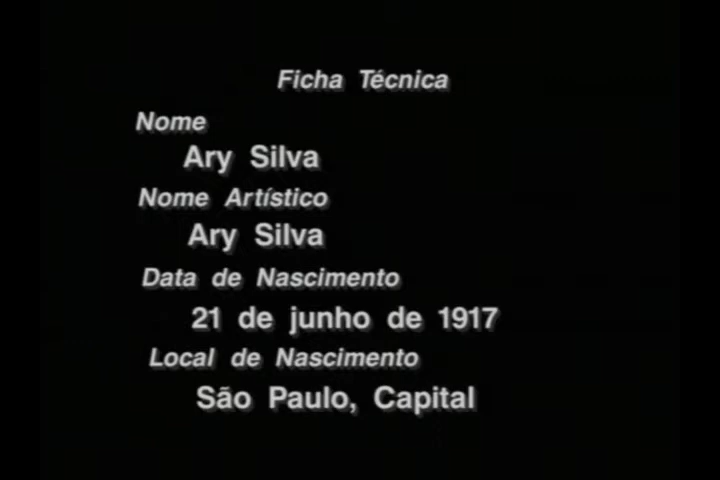 Ficha Técnica
Nome
Ary Silva
Nome Artístico
Ary Silva
Data de Nascimento
21 de junho de 1917
Local de Nascimento
São Paulo, Capital